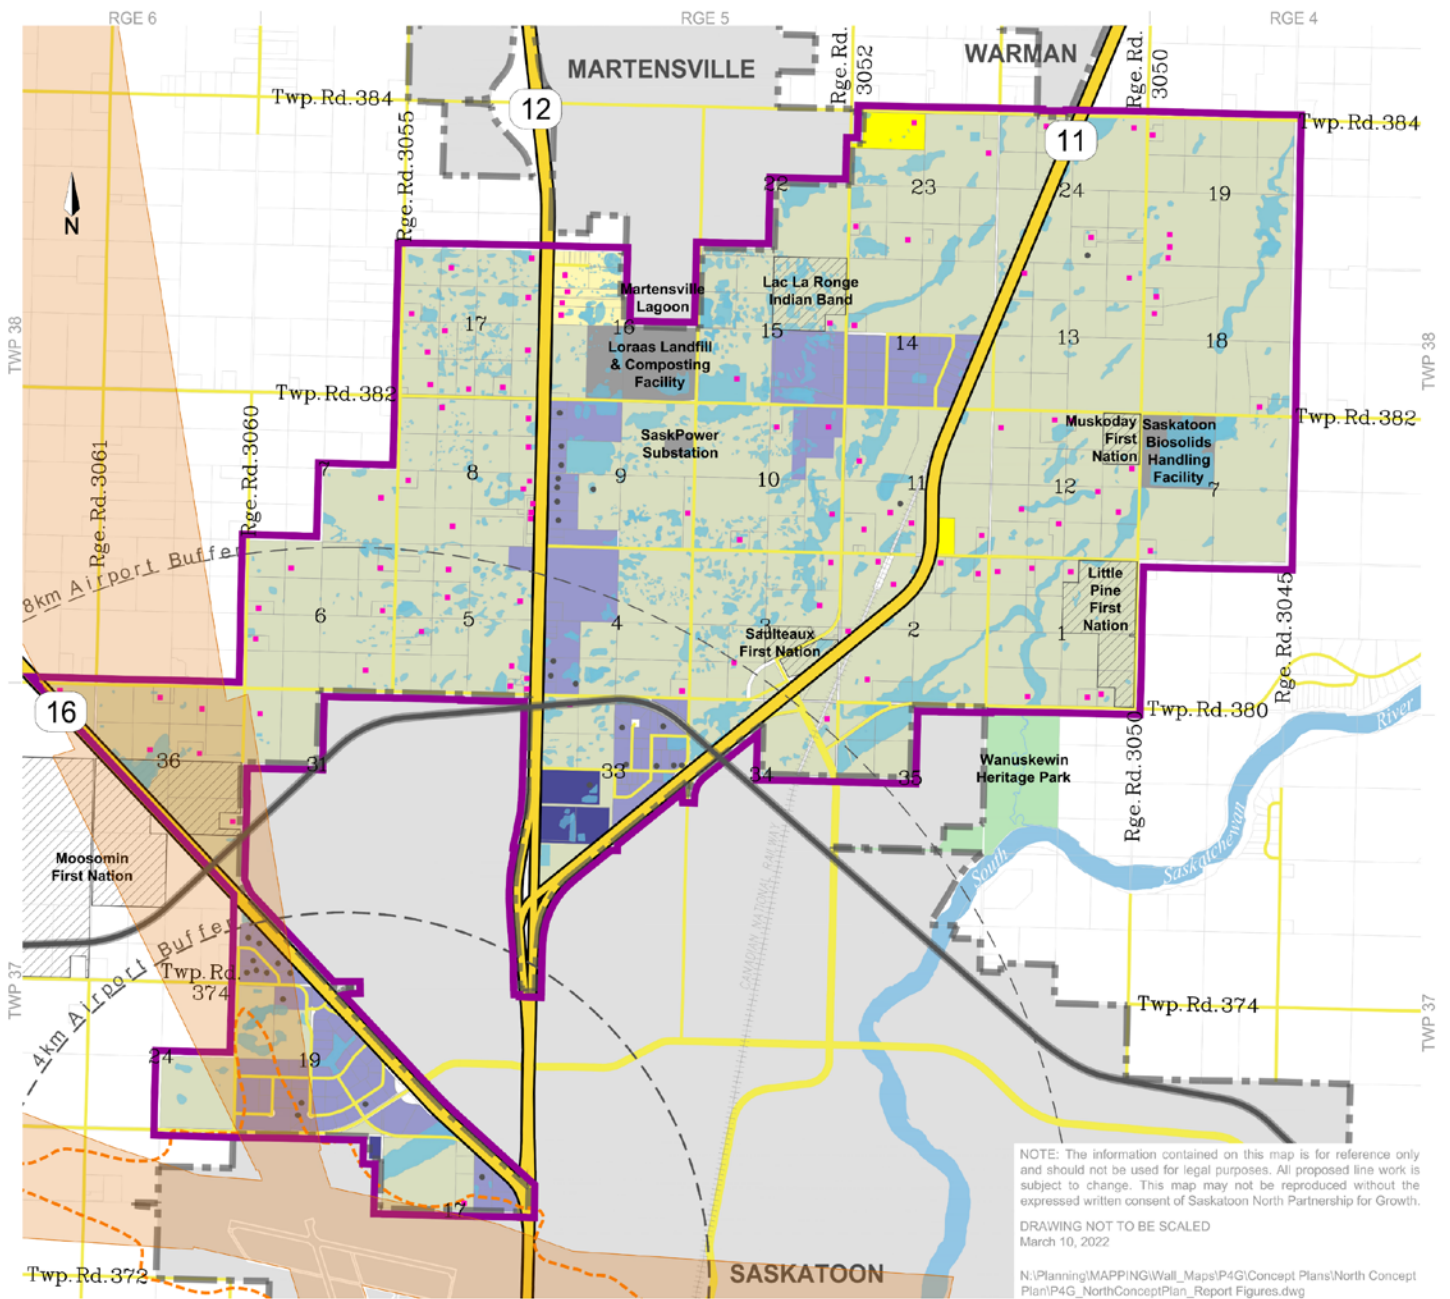 RGE 6
RGE 5
RGE 4
MARTENSVILLE
WARMAN
Rge.Rd.
3052
Rge.Rd.
3050
Twp.Rd.384
12
11
Twp.Rd.384
Rge.Rd.3055
22
23
24
19
N
TWP 38
TWP 38
Martensville
Lagoon
Lac La Ronge
Indian Band
17
16
15
14
13
18
Loraas Landfill
& Composting
Facility
Twp.Rd.382
Twp.Rd.382
Rge.Rd.3061
Rge.Rd.3060
SaskPower
Substation
Muskoday
First
Nation
Saskatoon
Biosolids
Handling
Facility
7
8
9
10
11
12
7
8km Airport Buffer
Little
Pine
First
Nation
Rge.Rd.3045
6
5
4
3
2
1
Saulteaux
First Nation
16
Twp.Rd.380
River
36
31
33
34
35
Wanuskewin
Heritage Park
Rge.Rd.3050
Moosomin
First Nation
South
Saskatchewan
CANADIAN NATIONAL RAILWAY
4km Airport Buffer
Twp.Rd.
374
Twp.Rd.374
TWP 37
TWP 37
24
19
17
Twp.Rd.372
SASKATOON
NOTE: The information contained on this map is for reference only
and should not be used for legal purposes. All proposed line work is
subject to change. This map may not be reproduced without the
expressed written consent of Saskatoon North Partnership for Growth.
DRAWING NOT TO BE SCALED
March 10, 2022
N:\Planning\MAPPING\Wall_Maps\P4G\Concept Plans\North Concept
Plan\P4G_NorthConceptPlan_Report Figures.dwg